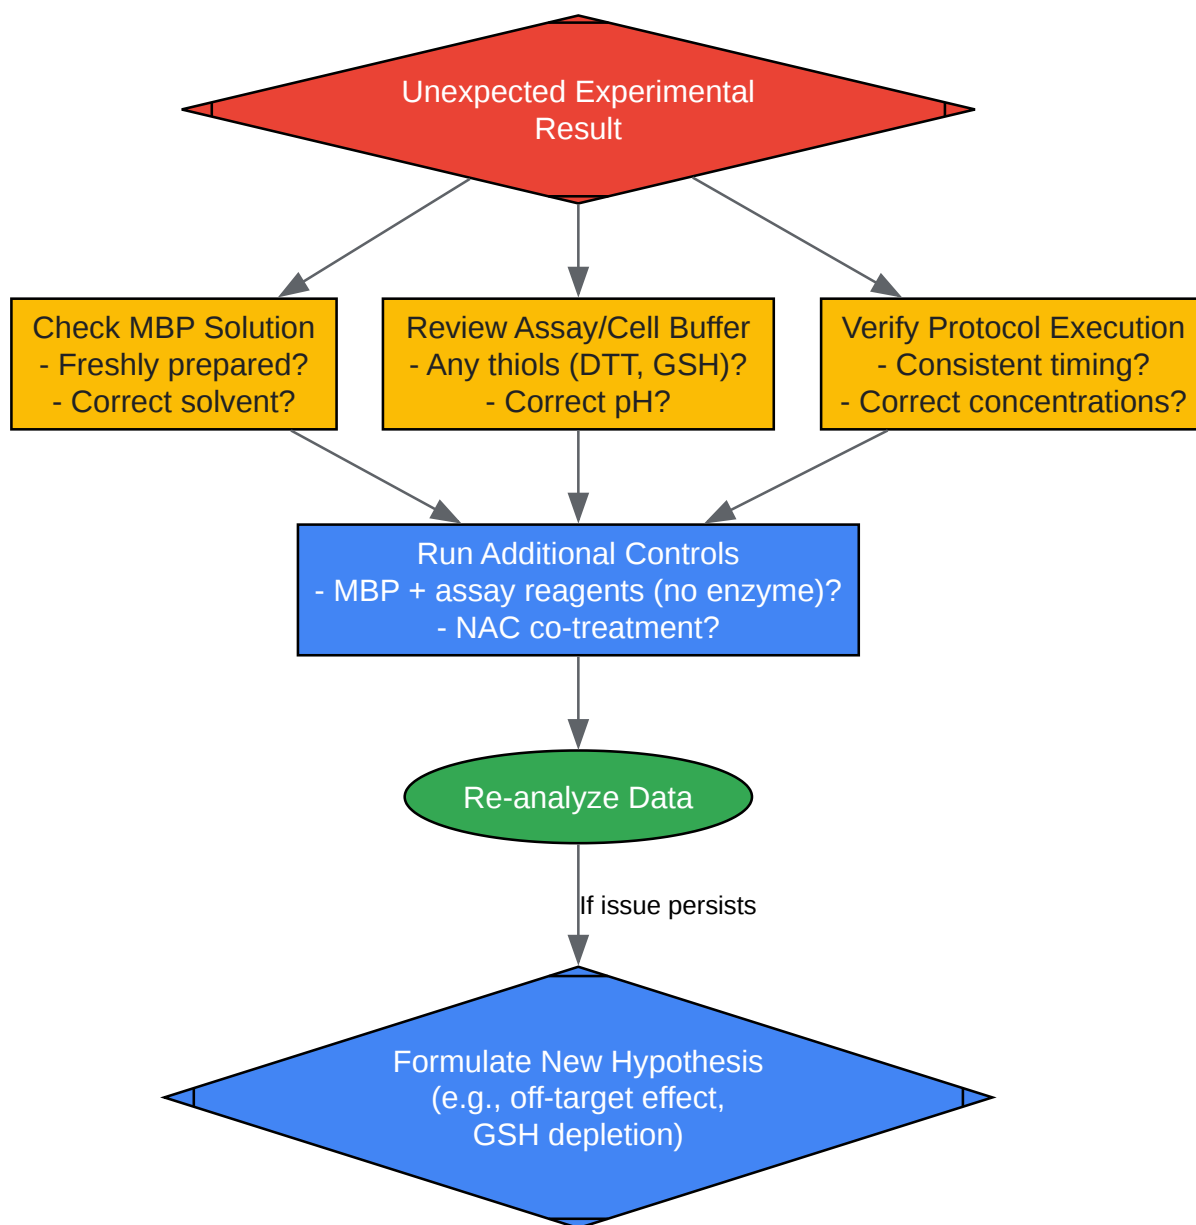 Unexpected Experimental
Result
Check MBP Solution
- Freshly prepared?
- Correct solvent?
Review Assay/Cell Buffer
- Any thiols (DTT, GSH)?
- Correct pH?
Verify Protocol Execution
- Consistent timing?
- Correct concentrations?
Run Additional Controls
- MBP + assay reagents (no enzyme)?
- NAC co-treatment?
Re-analyze Data
If issue persists
Formulate New Hypothesis
(e.g., off-target effect,
GSH depletion)